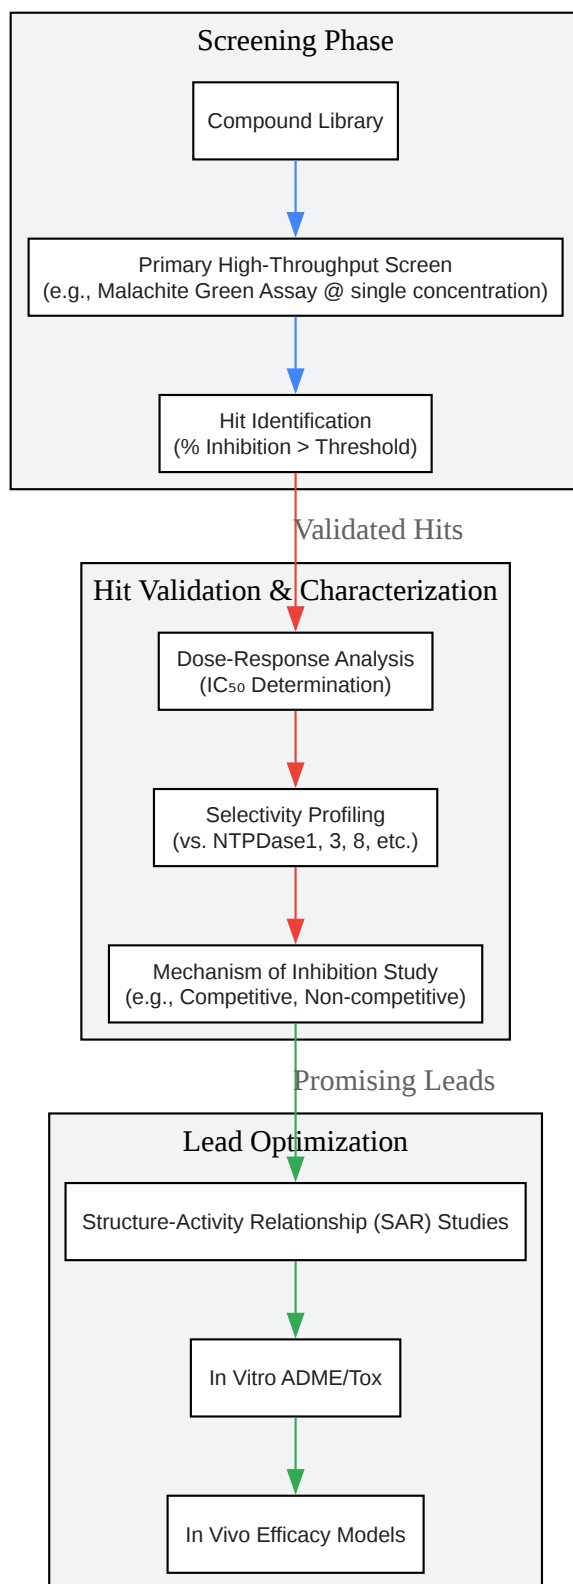 Screening Phase
Compound Library
Primary High-Throughput Screen
(e.g., Malachite Green Assay @ single concentration)
Hit Identification
(% Inhibition > Threshold)
Validated Hits
Hit Validation & Characterization
Dose-Response Analysis
(IC₅₀ Determination)
Selectivity Profiling
(vs. NTPDase1, 3, 8, etc.)
Mechanism of Inhibition Study
(e.g., Competitive, Non-competitive)
Promising Leads
Lead Optimization
Structure-Activity Relationship (SAR) Studies
In Vitro ADME/Tox
In Vivo Efficacy Models